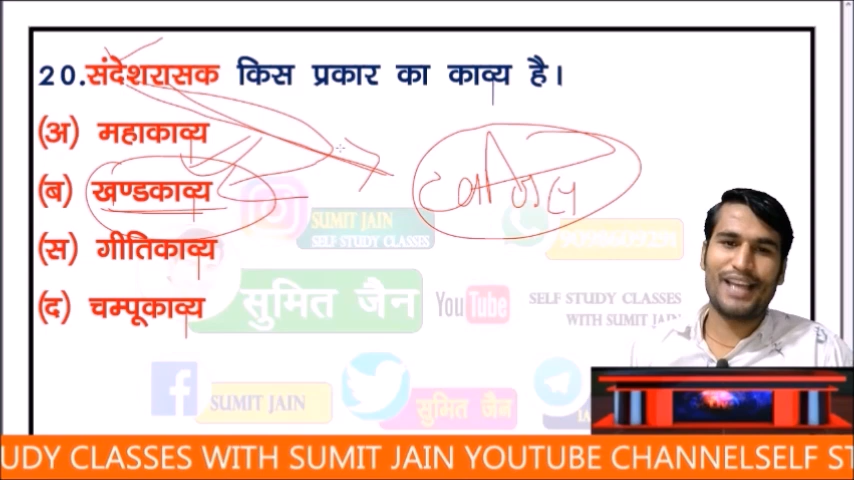 20.संदेशरासक किस प्रकार का काव्य है।
(अ) महाकाव्य
(ब) खण्डकाव्य
(स) गीतिकाव्य
(द) चम्पूकाव्य
SUMIT JAIN
SELF STUDY CLASSES
सुमित जैन
YouTube
SELF STUDY CLASSES
WITH SUMIT JAIN
SUMIT JAIN
सुमित जैन
UDY CLASSES WITH SUMIT JAIN YOUTUBE CHANNELSELF ST